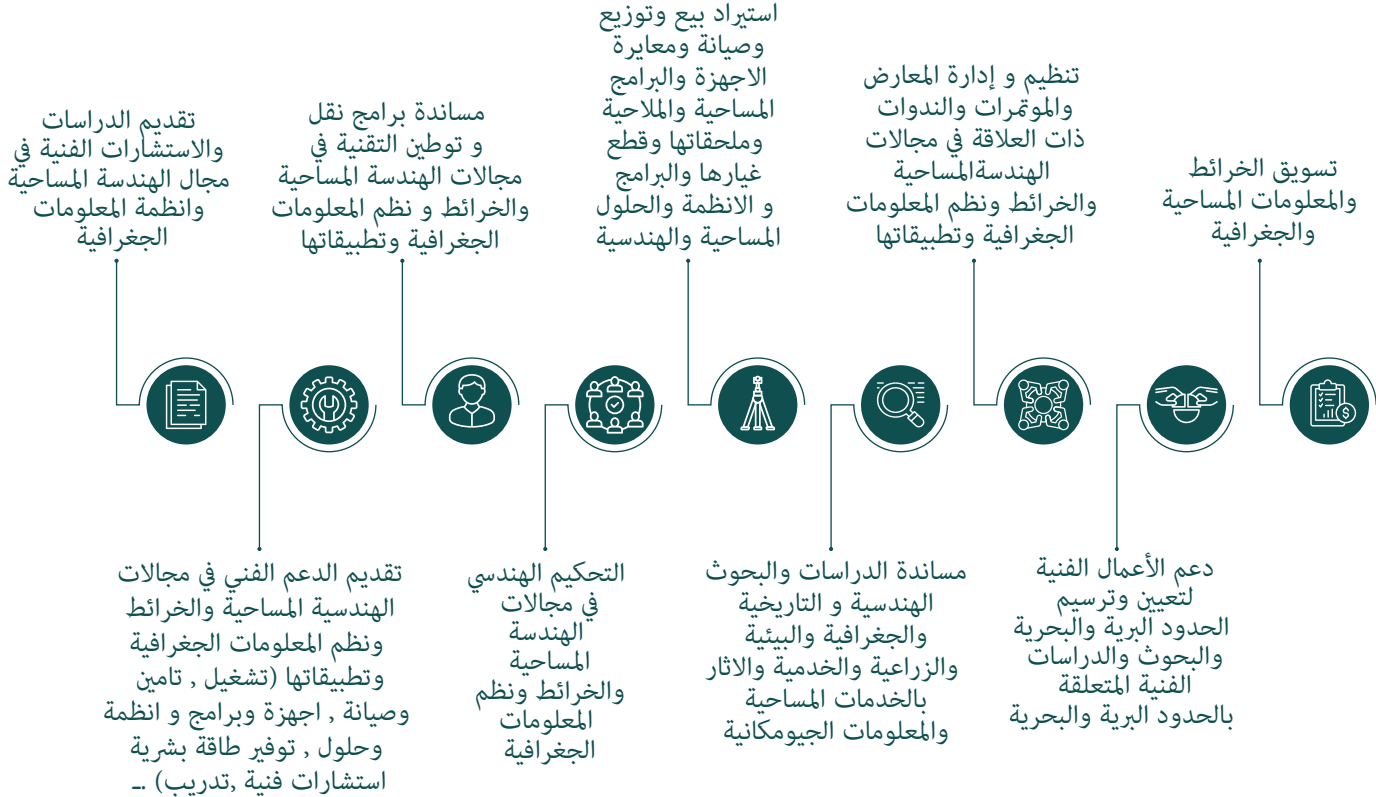 تسويق الخرائط
والمعلومات المساحية
والجغرافية
دعم الأعمال الفنية
لتعيين وترسيم
الحدود البرية والبحرية
والبحوث والدراسات
الفنية المتعلقة
بالحدود البرية والبحرية
تنظيم و إدارة المعارض
والموتمرات والندوات
ذات العلاقة في مجالات
الهندسةالمساحية
والخرائط ونظم المعلومات
الجغرافية وتطبيقاتها
مساندة الدراسات والبحوث
الهندسية و التاريخية
والجغرافية والبيئية
والزراعية والخدمية والاثار
بالخدمات المساحية
والمعلومات الجيومكانية
استيراد بيع وتوزيع
وصيانة ومعايرة
الاجهزة والبرامج
المساحية والملاحية
وملحقاتها وقطع
غيارها والبرامج
و الانظمة والحلول
المساحية والهندسية
التحكيم الهندسي
في مجالات
الهندسة
المساحية
والخرائط ونظم
المعلومات
الجغرافية
مساندة برامج نقل
و توطين التقنية في
مجالات الهندسة المساحية
والخرائط و نظم المعلومات
الجغرافية وتطبيقاتها
تقديم الدعم الفني في مجالات
الهندسية المساحية والخرائط
ونظم المعلومات الجغرافية
وتطبيقاتها (تشغيل , تامين
وصيانة , اجهزة وبرامج و انظمة
وحلول , توفير طاقة بشرية
استشارات فنية ,تدريب) ..
تقديم الدراسات
والاستشارات الفنية في
مجال الهندسة المساحية
وانظمة المعلومات
الجغرافية